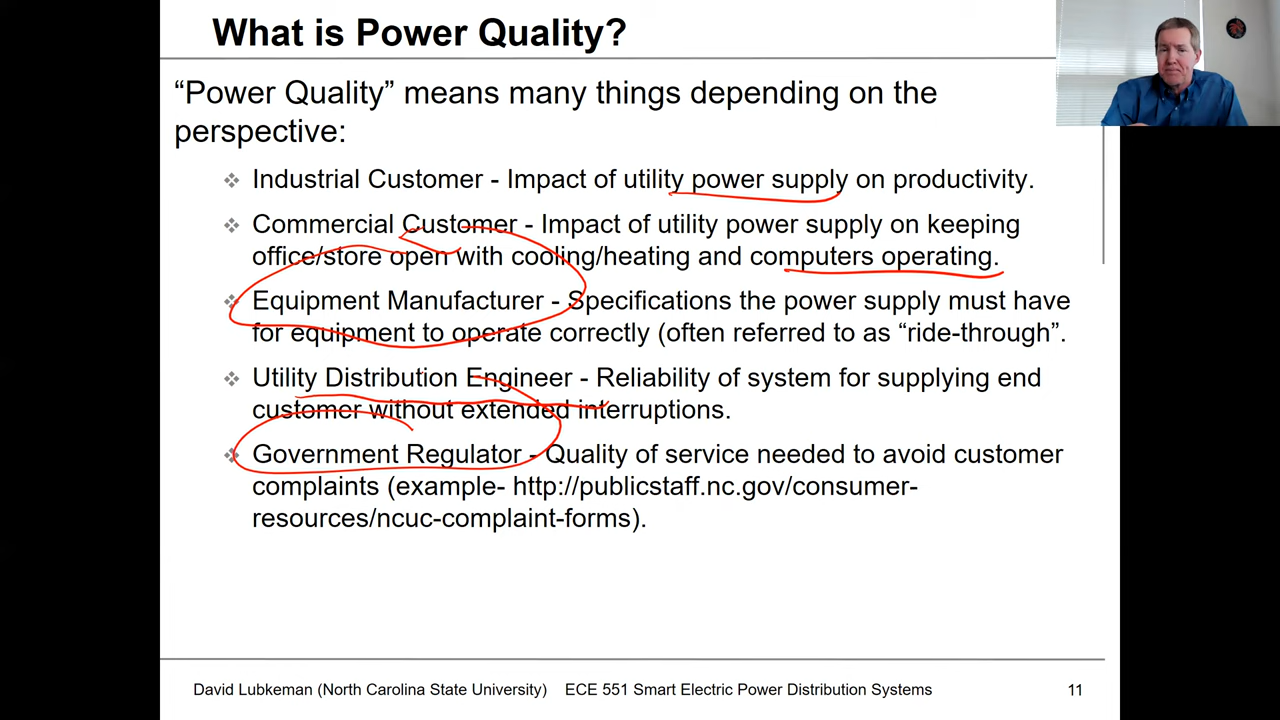 What is Power Quality?
“Power Quality” means many things depending on the
perspective:
❖ Industrial Customer - Impact of utility power supply on productivity.
❖ Commercial Customer - Impact of utility power supply on keeping
office/store open with cooling/heating and computers operating.
❖ Equipment Manufacturer - Specifications the power supply must have
for equipment to operate correctly (often referred to as “ride-through”.
❖ Utility Distribution Engineer - Reliability of system for supplying end
customer without extended interruptions.
❖ Government Regulator - Quality of service needed to avoid customer
complaints (example- http://publicstaff.nc.gov/consumer-
resources/ncuc-complaint-forms).
David Lubkeman (North Carolina State University) ECE 551 Smart Electric Power Distribution Systems 11